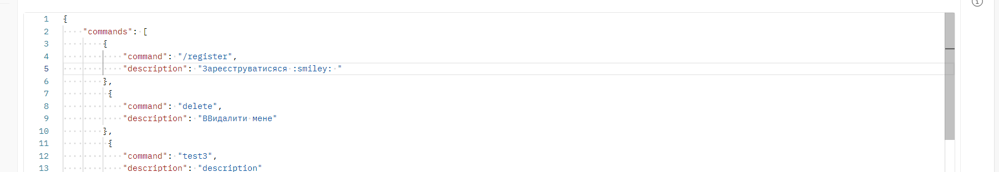 1 {
2 "commands": [
3 {
4 "command": "/register",
5 "description": "Зареєструватисяся :smiley: "
6 },
7 {
8 "command": "delete",
9 "description": "ВВидалити мене"
10 },
11 {
12 "command": "test3",
13 "description": "description"